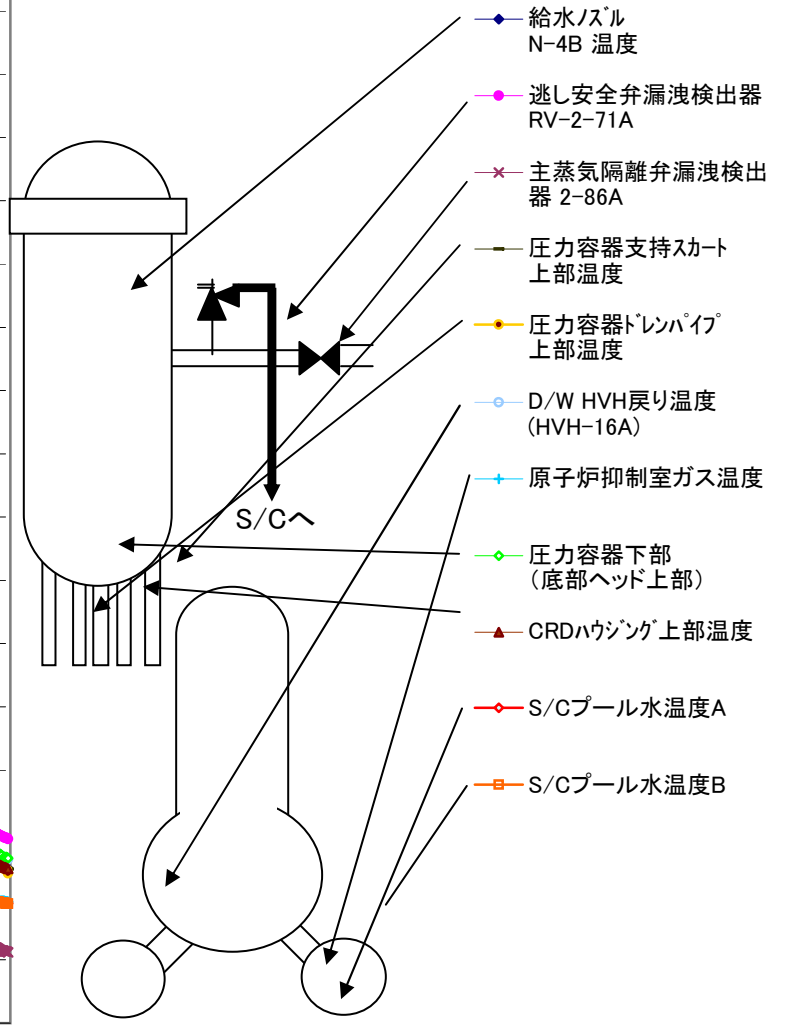 給水ノズル
N-4B 温度
逃し安全弁漏洩検出器
RV-2-71A
主蒸気隔離弁漏洩検出
器 2-86A
圧力容器支持スカート
上部温度
圧力容器ドレンパイプ
上部温度
D/W HVH戻り温度
(HVH-16A)
原子炉抑制室ガス温度
S/Cへ
圧力容器下部
(底部ヘッド上部)
CRDハウジング上部温度
S/Cプール水温度A
S/Cプール水温度B